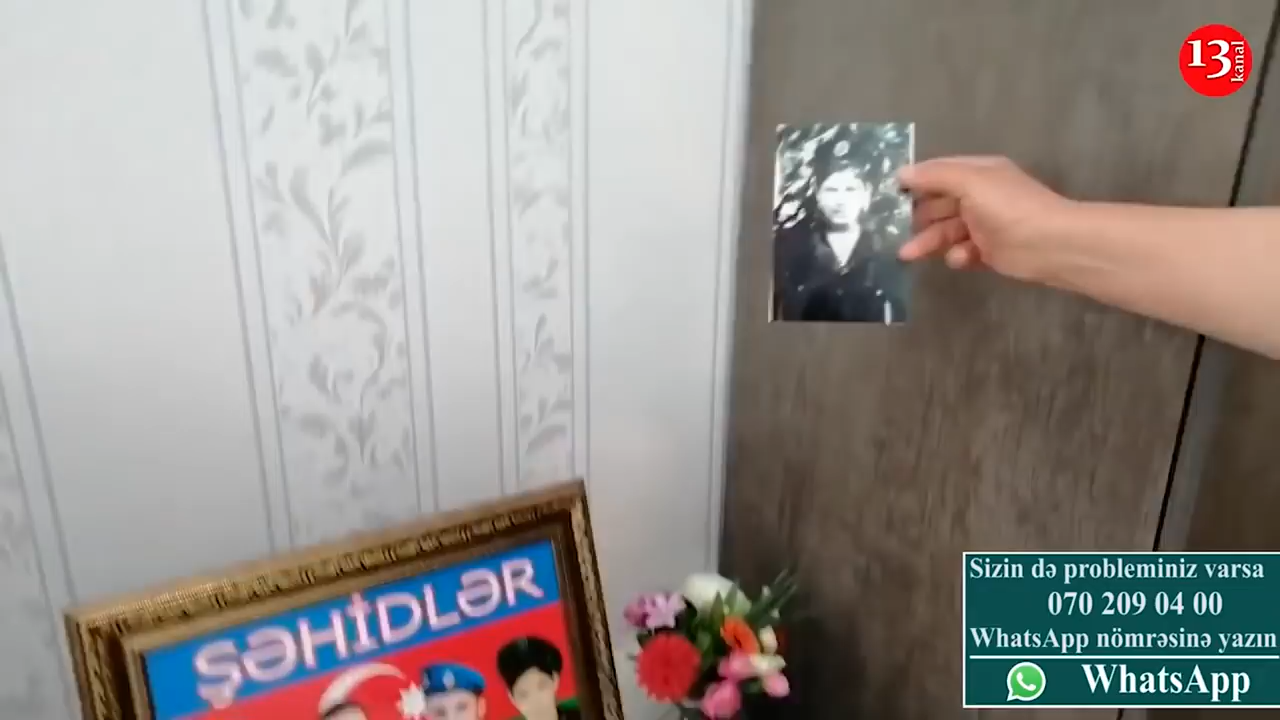 13 kanal
ŞƏHİDLƏR
Sizin də probleminiz varsa
070 209 04 00
WhatsApp nömrəsinə yazın
WhatsApp